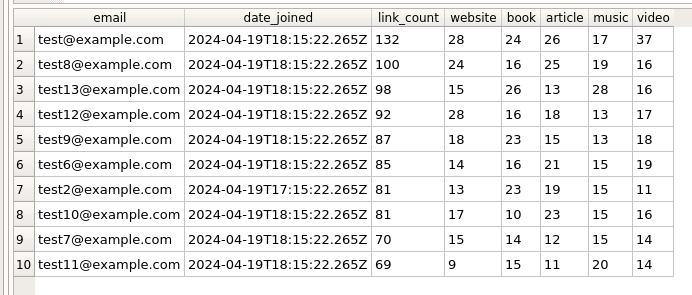 email date_joined link_count website book article music video
1 test@example.com 2024-04-19T18:15:22.265Z 132 28 24 26 17 37
2 test8@example.com 2024-04-19T18:15:22.265Z 100 24 16 25 19 16
3 test13@example.com 2024-04-19T18:15:22.265Z 98 15 26 13 28 16
4 test12@example.com 2024-04-19T18:15:22.265Z 92 28 16 18 13 17
5 test9@example.com 2024-04-19T18:15:22.265Z 87 18 23 15 13 18
6 test6@example.com 2024-04-19T18:15:22.265Z 85 14 16 21 15 19
7 test2@example.com 2024-04-19T17:15:22.265Z 81 13 23 19 15 11
8 test10@example.com 2024-04-19T18:15:22.265Z 81 17 10 23 15 16
9 test7@example.com 2024-04-19T18:15:22.265Z 70 15 14 12 15 14
10 test11@example.com 2024-04-19T18:15:22.265Z 69 9 15 11 20 14